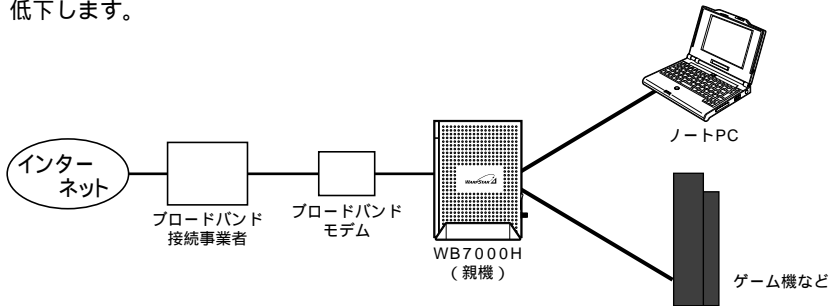 低下します。
インター
ネット
ブロードバンド
接続事業者
ブロードバンド
モデム
WARPSTAR
WB7000H
(親機)
ノートPC
ゲーム機など